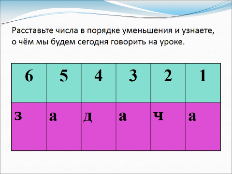 Расставьте числа в порядке уменьшения и узнаете,
о чём мы будем сегодня говорить на уроке.
6 5 4 3 2 1
з а д а ч а